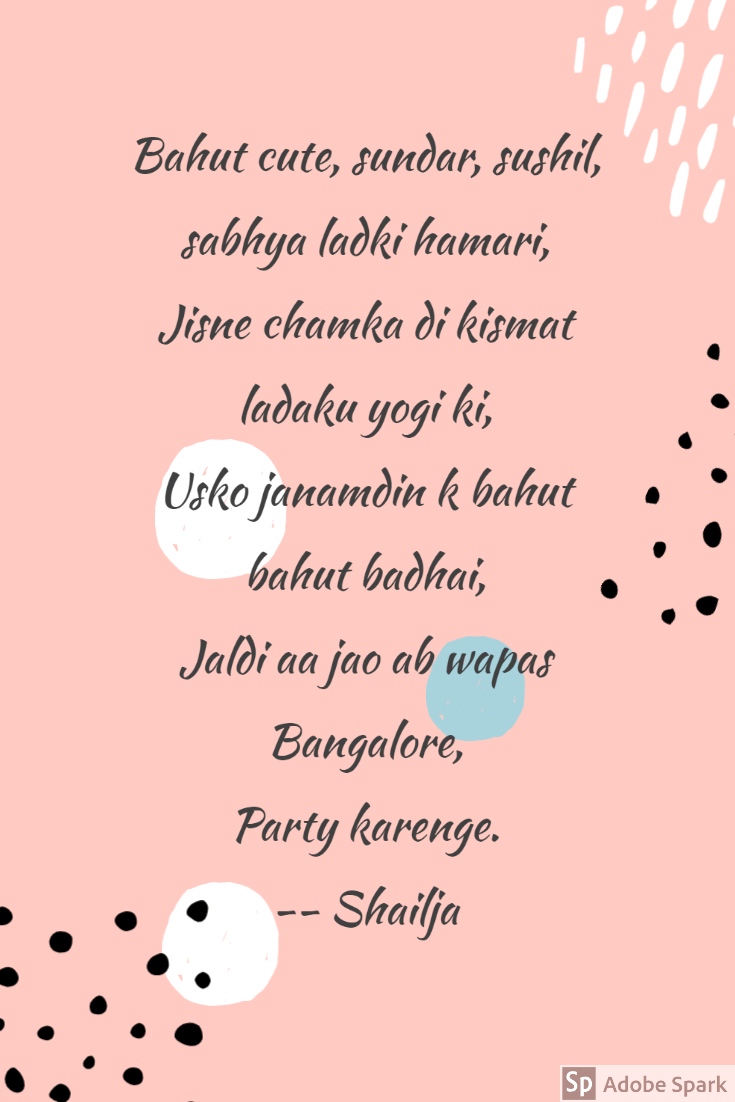 Bahut cute, sundar, sushil,
sabhya ladki hamari,
Jisne chamka di kismat
ladaku yogi ki,
Usko janamdin k bahut
bahut badhai,
Jaldi aa jao ab wapas
Bangalore,
Party karenge.
-- Shailja
Sp Adobe Spark